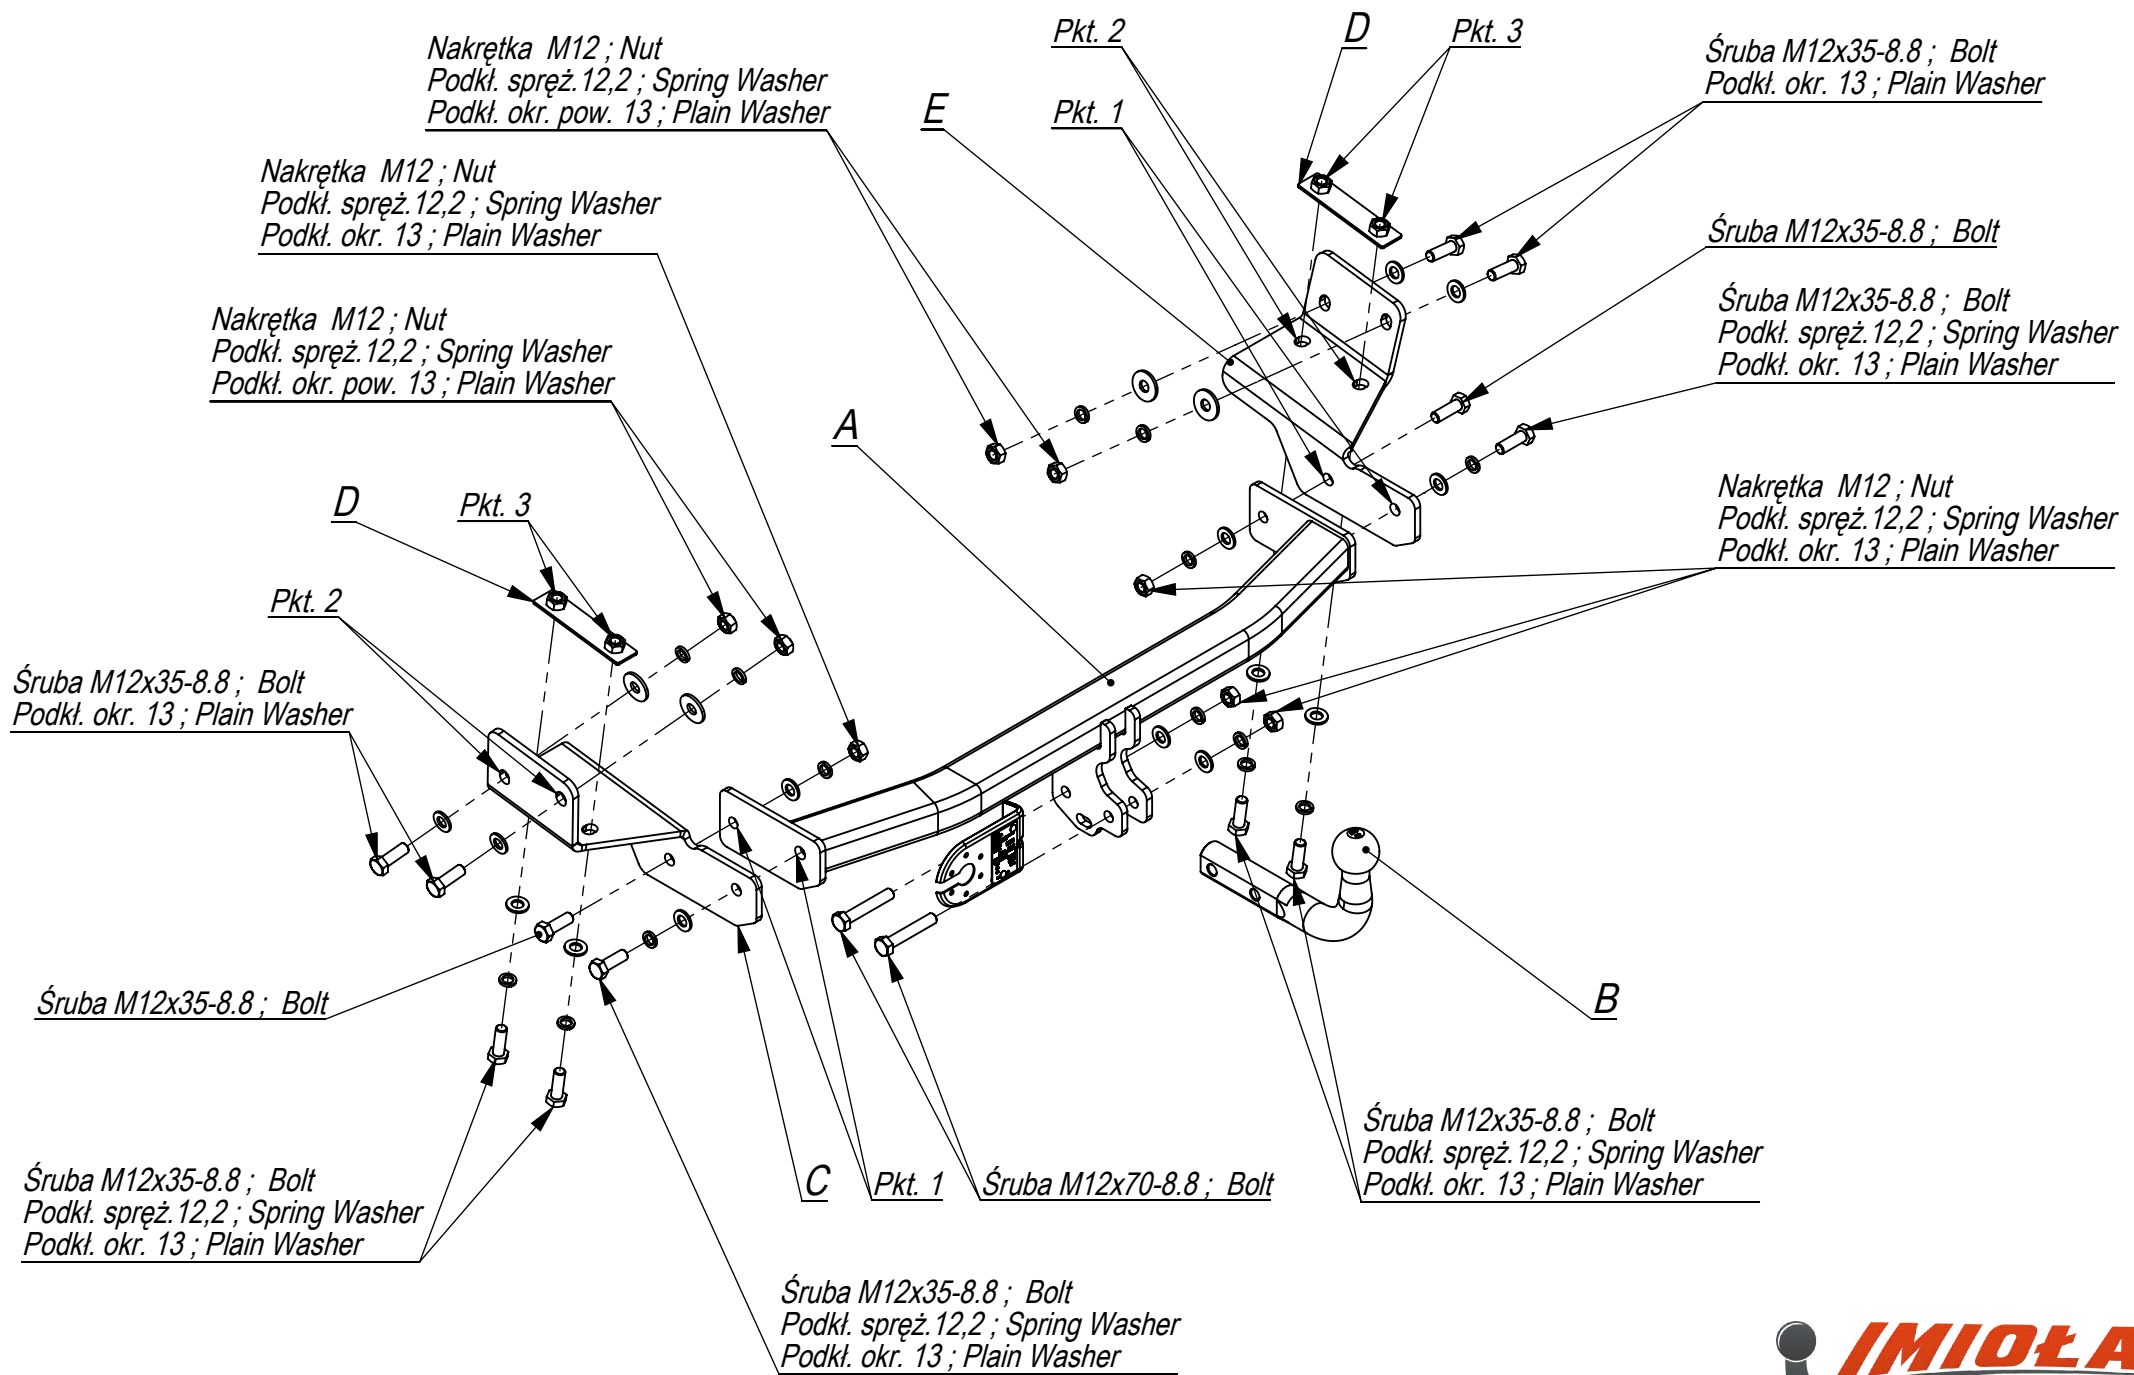 Nakrętka M12 ; Nut
Podkł. spręż.12,2 ; Spring Washer
Podkł. okr. pow. 13 ; Plain Washer
Pkt. 2
D
Pkt. 3
Śruba M12x35-8.8 ; Bolt
Podkł. okr. 13 ; Plain Washer
E
Pkt. 1
Nakrętka M12 ; Nut
Podkł. spręż.12,2 ; Spring Washer
Podkł. okr. 13 ; Plain Washer
Śruba M12x35-8.8 ; Bolt
Nakrętka M12 ; Nut
Podkł. spręż.12,2 ; Spring Washer
Podkł. okr. pow. 13 ; Plain Washer
Śruba M12x35-8.8 ; Bolt
Podkł. spręż.12,2 ; Spring Washer
Podkł. okr. 13 ; Plain Washer
A
D
Pkt. 3
Nakrętka M12 ; Nut
Podkł. spręż.12,2 ; Spring Washer
Podkł. okr. 13 ; Plain Washer
Pkt. 2
Śruba M12x35-8.8 ; Bolt
Podkł. okr. 13 ; Plain Washer
Śruba M12x35-8.8 ; Bolt
B
Śruba M12x35-8.8 ; Bolt
Podkł. spręż.12,2 ; Spring Washer
Podkł. okr. 13 ; Plain Washer
C
Pkt. 1
Śruba M12x70-8.8 ; Bolt
Śruba M12x35-8.8 ; Bolt
Podkł. spręż.12,2 ; Spring Washer
Podkł. okr. 13 ; Plain Washer
Śruba M12x35-8.8 ; Bolt
Podkł. spręż.12,2 ; Spring Washer
Podkł. okr. 13 ; Plain Washer
IMIOŁA